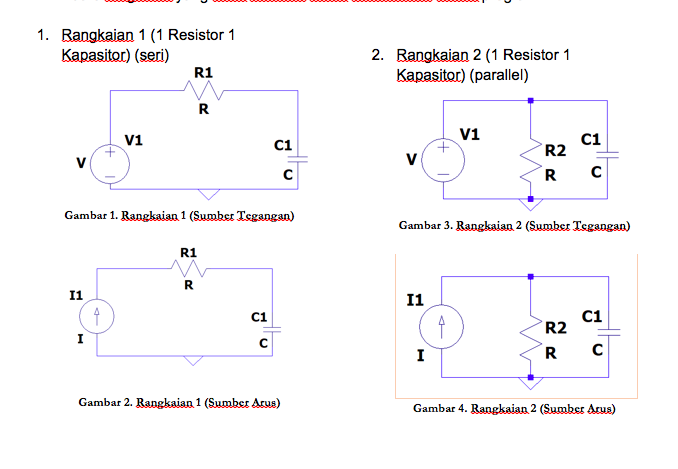 1. Rangkaian 1 (1 Resistor 1
Kapasitor) (seri)
R1
R
V1
V
C1
C
Gambar 1. Rangkaian 1 (Sumber Tegangan)
R1
R
I1
I
C1
C
Gambar 2. Rangkaian 1 (Sumber Arus)
2. Rangkaian 2 (1 Resistor 1
Kapasitor) (parallel)
V1
V
R2
R
C1
C
Gambar 3. Rangkaian 2 (Sumber Tegangan)
I1
I
R2
R
C1
C
Gambar 4. Rangkaian 2 (Sumber Arus)